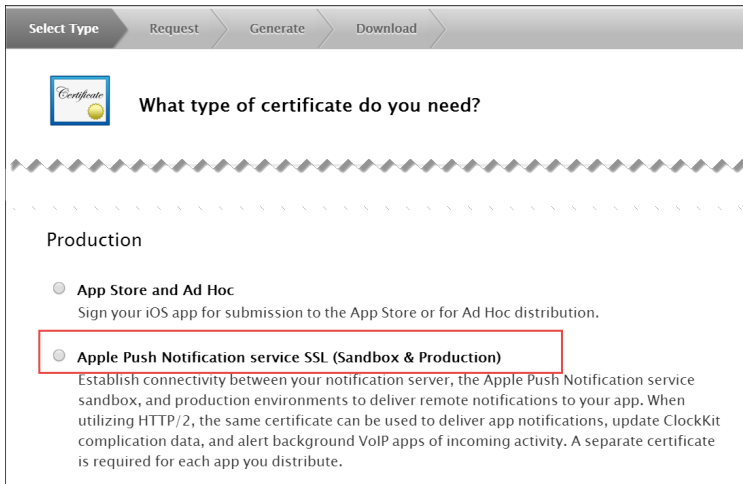 Select Type Request Generate Download
Certificate
What type of certificate do you need?
Production
App Store and Ad Hoc
Sign your iOS app for submission to the App Store or for Ad Hoc distribution.
Apple Push Notification service SSL (Sandbox & Production)
Establish connectivity between your notification server, the Apple Push Notification service
sandbox, and production environments to deliver remote notifications to your app. When
utilizing HTTP/2, the same certificate can be used to deliver app notifications, update ClockKit
complication data, and alert background VoIP apps of incoming activity. A separate certificate
is required for each app you distribute.